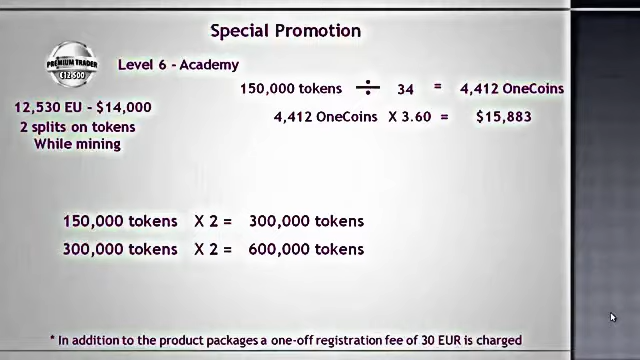 Special Promotion
PREMIUM TRADER
€12 500
Level 6 - Academy
150,000 tokens ÷ 34 = 4,412 OneCoins
12,530 EU - $14,000
4,412 OneCoins X 3.60 = $15,883
2 splits on tokens
While mining
150,000 tokens X 2 = 300,000 tokens
300,000 tokens X 2 = 600,000 tokens
* In addition to the product packages a one-off registration fee of 30 EUR is charged